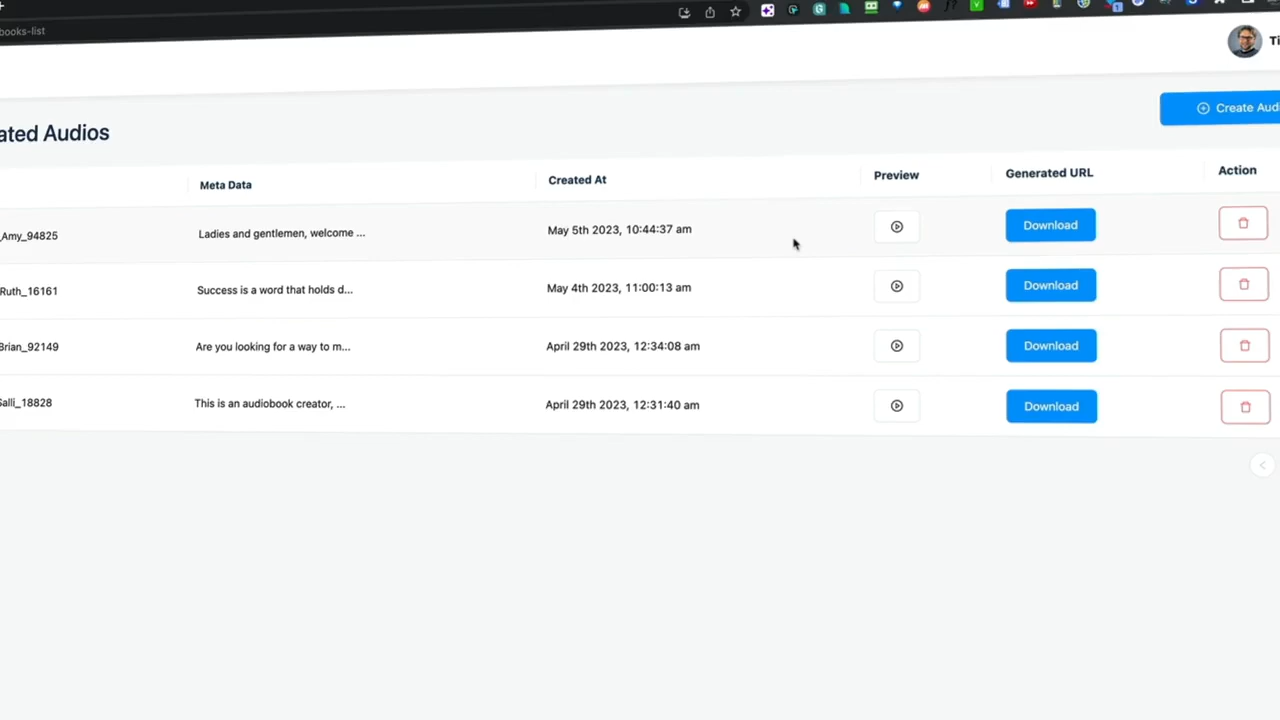 books-list
Ti
ated Audios
Create Aud
Meta Data Created At Preview Generated URL Action
_Amy_94825 Ladies and gentlemen, welcome ... May 5th 2023, 10:44:37 am Download
Ruth_16161 Success is a word that holds d... May 4th 2023, 11:00:13 am Download
Brian_92149 Are you looking for a way to m... April 29th 2023, 12:34:08 am Download
Salli_18828 This is an audiobook creator, ... April 29th 2023, 12:31:40 am Download